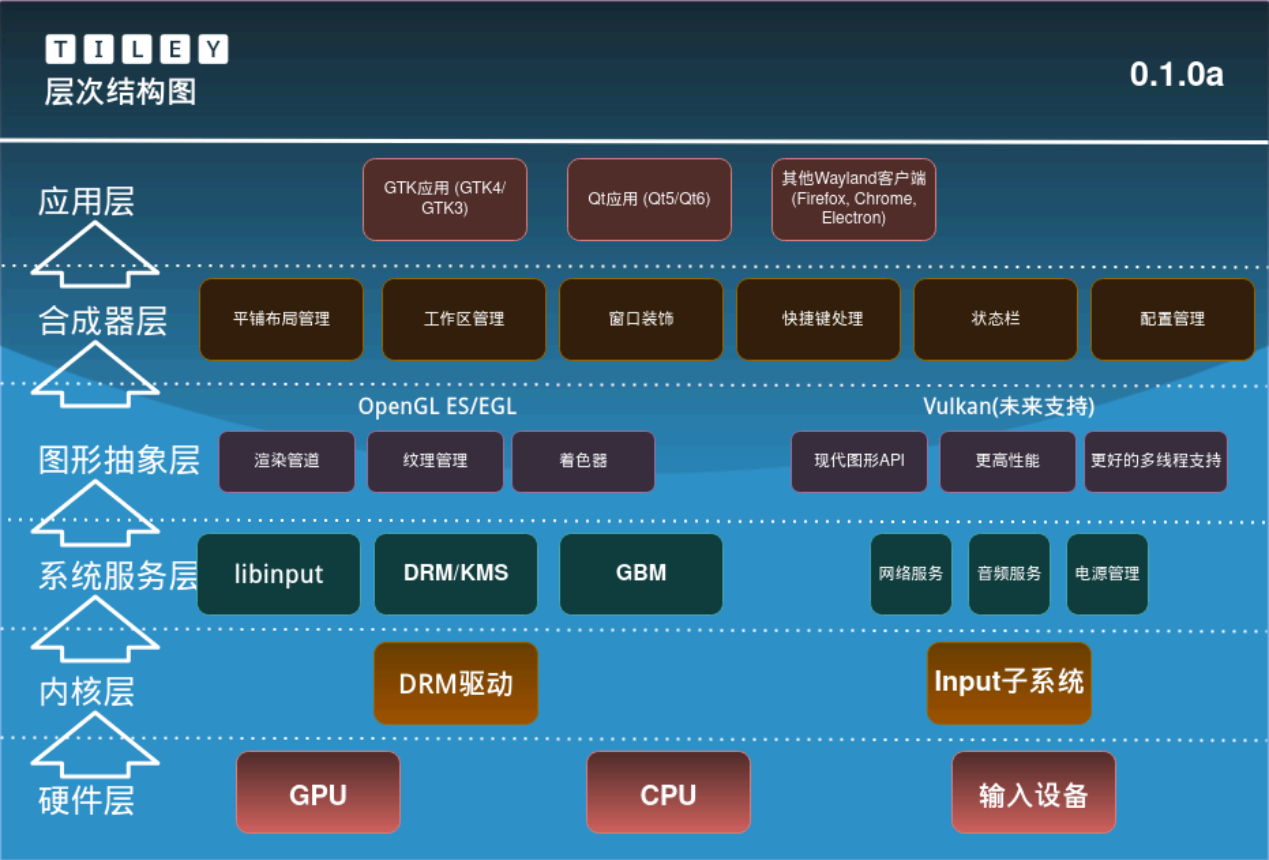 TILEY
层次结构图
0.1.0a
应用层
GTK应用 (GTK4/
GTK3)
Qt应用 (Qt5/Qt6)
其他Wayland客户端
(Firefox, Chrome,
Electron)
合成器层
平铺布局管理
工作区管理
窗口装饰
快捷键处理
状态栏
配置管理
OpenGL ES/EGL
Vulkan(未来支持)
图形抽象层
渲染管道
纹理管理
着色器
现代图形API
更高性能
更好的多线程支持
系统服务层
libinput
DRM/KMS
GBM
网络服务
音频服务
电源管理
内核层
DRM驱动
Input子系统
硬件层
GPU
CPU
输入设备